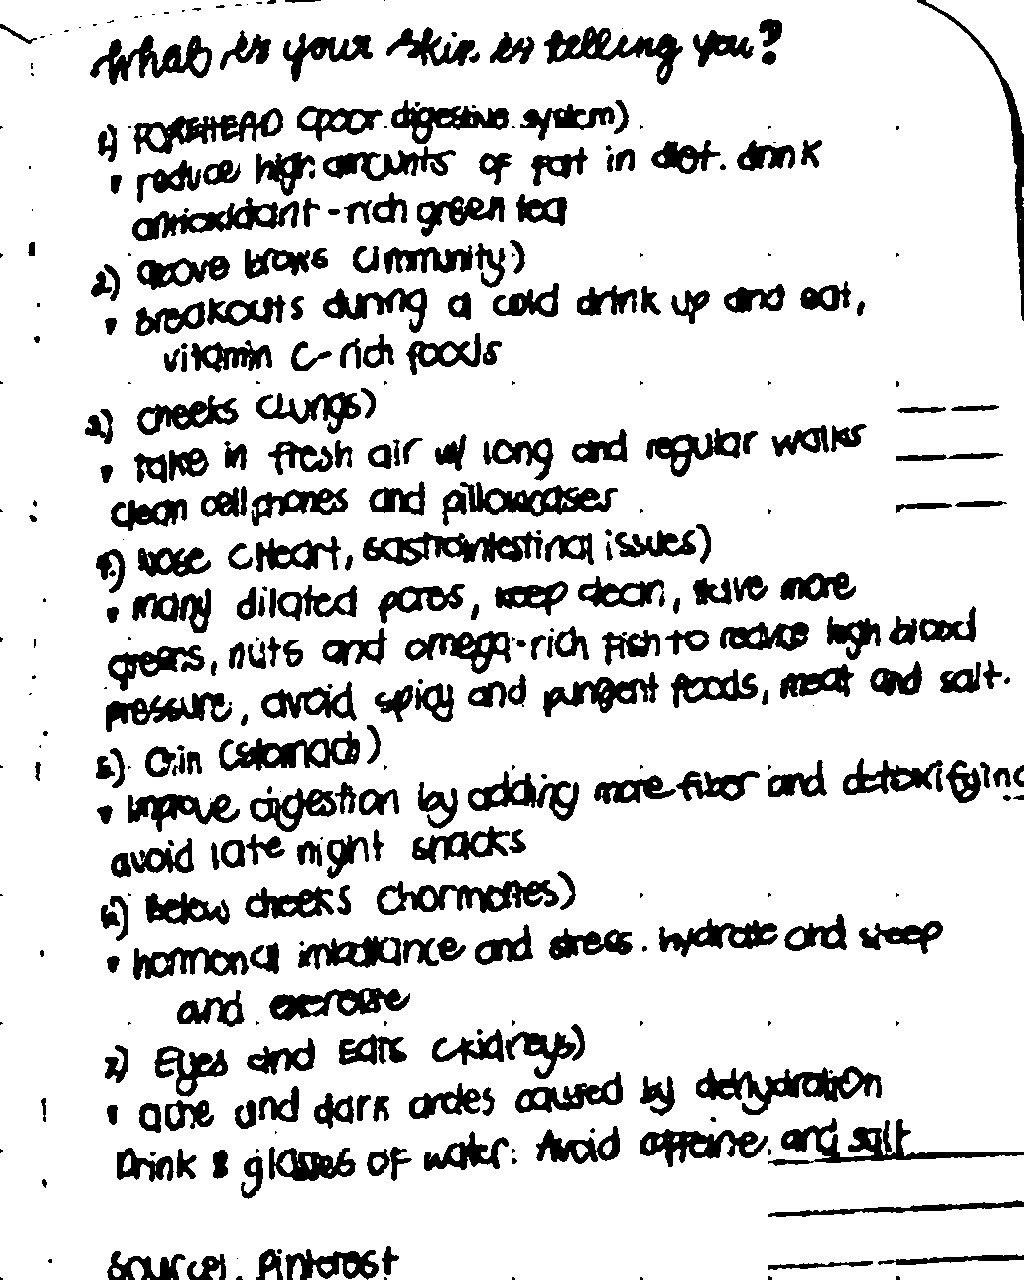 What is your skin is telling you?
1) FOREHEAD (poor digestive system)
• reduce high amounts of fart in diet. drink
antioxidant-rich green tea
2) above brows (immunity)
• breakouts during a cold drink up and eat,
vitamin C-rich foods
3) cheeks (Lungs)
• take in fresh air w/ long and regular walks
clean cellphones and pillowcases
4) Nose (Heart, Gastrointestinal issues)
• many dilated pores, keep clean, have more
greens, nuts and omega-rich fish to reduce high blood
pressure, avoid spicy and pungent foods, meat and salt.
5) Chin (stomach)
• improve digestion by adding more fiber and detoxifying
avoid late night snacks
6) Below cheeks (hormones)
• hormonal imballance and stress. hydrate and sleep
and exercise
7) Eyes and Ears (kidneys)
• acne and dark circles caused by dehydration
Drink 8 glasses of water. Avoid caffeine and salt
Source: Pinterest